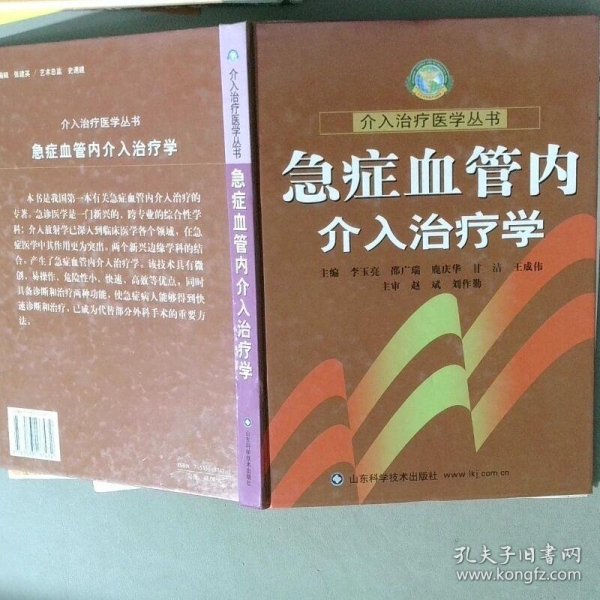 张建英／艺术总监 史速建
介入治疗医学丛书
急症血管内介入治疗学
本书是我国第一本有关急症血管内介入治疗的
专著。急诊医学是一门新兴的、跨专业的综合性学
科；介入放射学已深入到临床医学各个领域，在急
症医学中其作用更为突出。两个新兴边缘学科的结
合，产生了急症血管内介入治疗学。该技术具有微
创、易操作、危险性小、快速、高效等优点，同时
具备诊断和治疗两种功能，使急症病人能够得到快
速诊断和治疗，已成为代替部分外科手术的重要方
法。
介入治疗医学丛书
急症血管内介入治疗学
山东科学技术出版社
介入治疗医学丛书
急症血管内
介入治疗学
主编 李玉亮 邵广瑞 鹿庆华 甘洁 王成伟
主审 赵斌 刘作勤
山东科学技术出版社 www.lkj.com.cn
孔夫子旧书网
www.kongfz.com